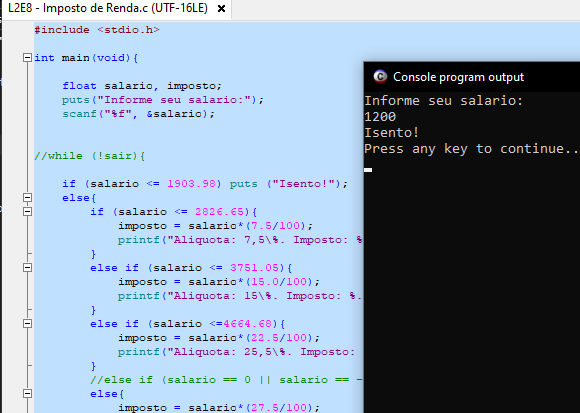 L2E8 - Imposto de Renda.c (UTF-16LE)
#include <stdio.h>
int main(void){
float salario, imposto;
puts("Informe seu salario:");
scanf("%f", &salario);
//while (!sair){
if (salario <= 1903.98) puts ("Isento!");
else{
if (salario <= 2826.65){
imposto = salario*(7.5/100);
printf("Aliquota: 7,5\%. Imposto: %
}
else if (salario <= 3751.05){
imposto = salario*(15.0/100);
printf("Aliquota: 15\%. Imposto: %.
}
else if (salario <=4664.68){
imposto = salario*(22.5/100);
printf("Aliquota: 25,5\%. Imposto:
}
//else if (salario == 0 || salario == -
else{
imposto = salario*(27.5/100);
Console program output
Informe seu salario:
1200
Isento!
Press any key to continue..